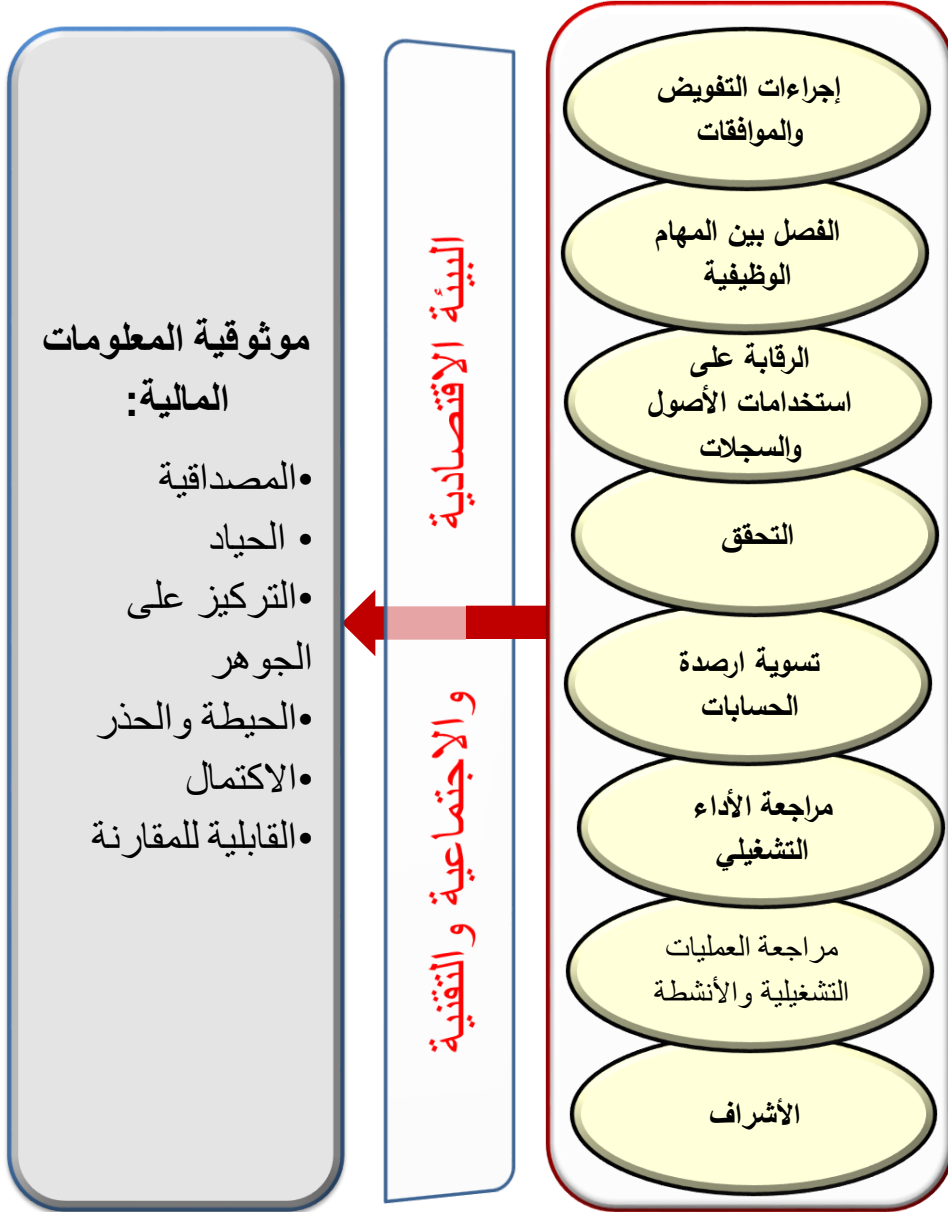 إجراءات التفويض
والموافقات
الفصل بين المهام
الوظيفية
الرقابة على
استخدامات الأصول
والسجلات
التحقق
تسوية ارصدة
الحسابات
مراجعة الأداء
التشغيلي
مراجعة العمليات
التشغيلية والأنشطة
الأشراف
البيئة الاقتصادية
والاجتماعية والتقنية
موثوقية المعلومات
المالية:
•المصداقية
• الحياد
•التركيز على
الجوهر
•الحيطة والحذر
•الاكتمال
•القابلية للمقارنة